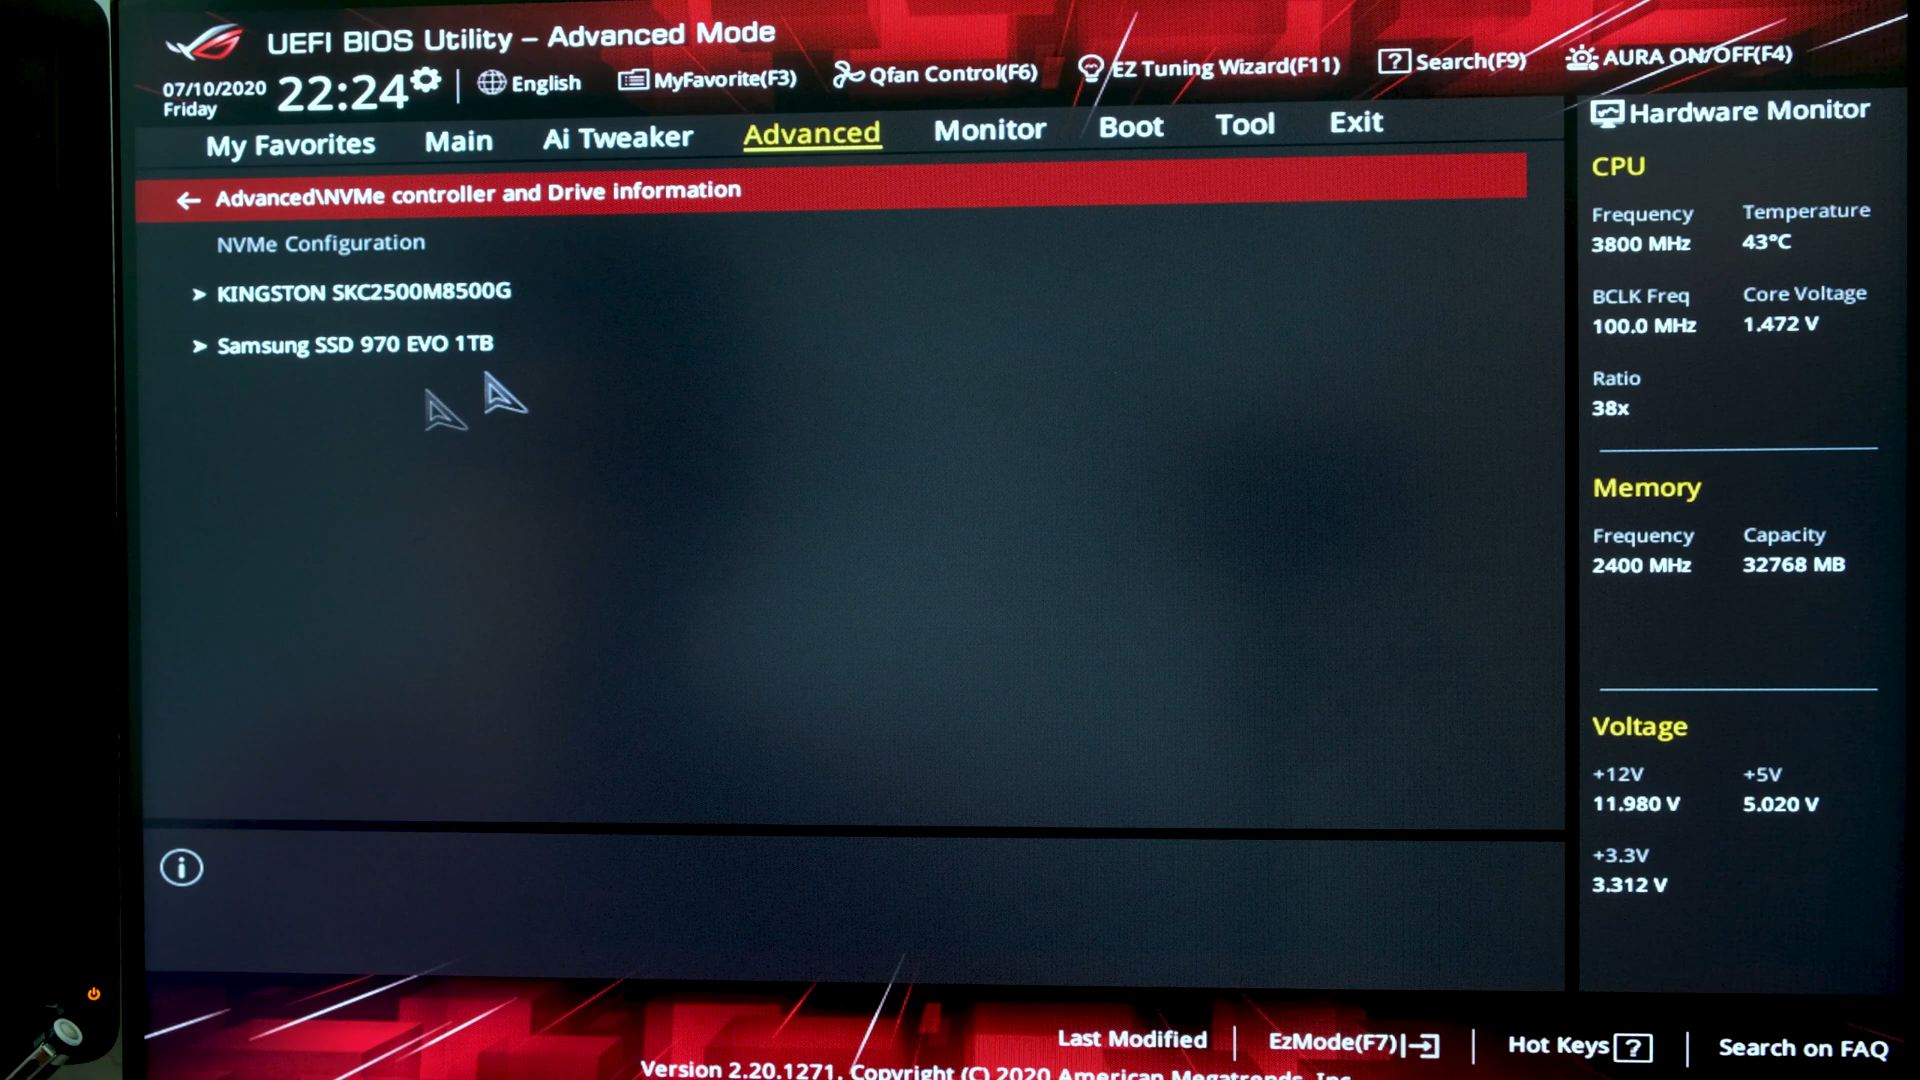 UEFI BIOS Utility – Advanced Mode
07/10/2020
Friday
22:24
English
MyFavorite(F3)
Qfan Control(F6)
EZ Tuning Wizard(F11)
Search(F9)
AURA ON/OFF(F4)
My Favorites
Main
Ai Tweaker
Advanced
Monitor
Boot
Tool
Exit
Advanced\NVMe controller and Drive information
NVMe Configuration
> KINGSTON SKC2500M8500G
> Samsung SSD 970 EVO 1TB
Hardware Monitor
CPU
Frequency
Temperature
3800 MHz
43°C
BCLK Freq
Core Voltage
100.0 MHz
1.472 V
Ratio
38x
Memory
Frequency
Capacity
2400 MHz
32768 MB
Voltage
+12V
+5V
11.980 V
5.020 V
+3.3V
3.312 V
Last Modified
EzMode(F7)
Hot Keys ?
Search on FAQ
Version 2.20.1271. Copyright (C) 2020 American Megatrends, Inc.